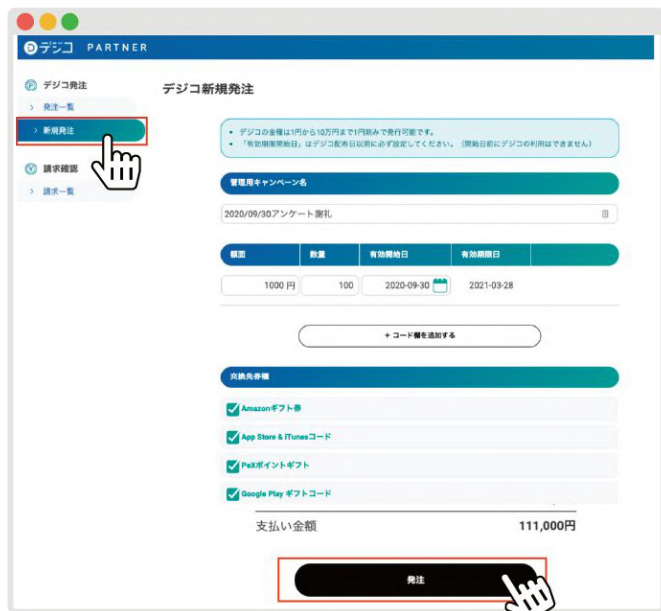 デジコ PARTNER
デジコ発注
発注一覧
新規発注
請求確認
請求一覧
デジコ新規発注
• デジコの金種は1円から10万円まで1円刻みで発行可能です。
• 「有効期限開始日」はデジコ配布日以前に必ず設定してください。（開始日前にデジコの利用はできません）
管理用キャンペーン名
2020/09/30アンケート謝礼
額面 数量 有効開始日 有効期限日
1000 円 100 2020-09-30 2021-03-28
+ コード欄を追加する
交換先券種
Amazonギフト券
App Store & iTunesコード
PeXポイントギフト
Google Play ギフトコード
支払い金額 111,000円
発注